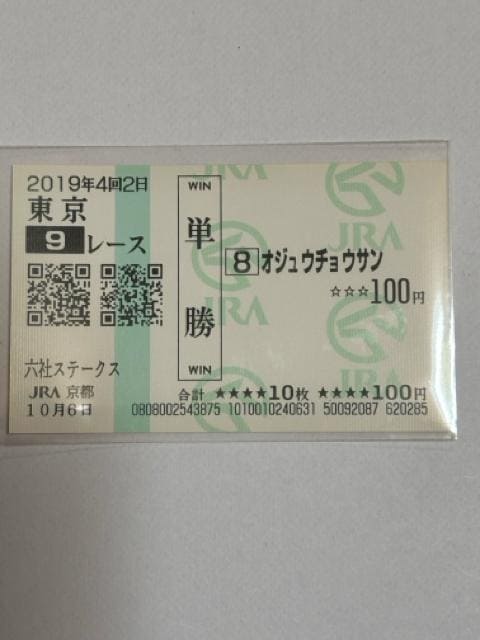 2019年4回2日
東京
9 レース
六社ステークス
JRA 京都
10月6日
WIN
単勝
WIN
8 オジュウチョウサン
☆☆☆100円
合計 ★★★★10枚 ★★★★100円
0808002543875 1010010240631 50092087 620285
JRA
JRA
JRA
JRA